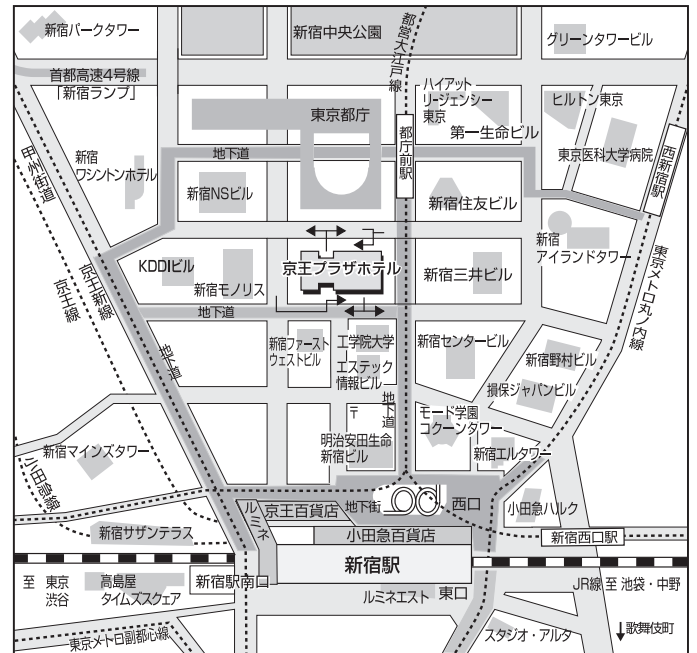 新宿パークタワー
新宿中央公園
都営大江戸線
グリーンタワービル
首都高速4号線
「新宿ランプ」
ハイアット
リージェンシー
東京
ヒルトン東京
東京都庁
第一生命ビル
都庁前駅
東京医科大学病院
西新宿駅
甲州街道
新宿
ワシントンホテル
地下道
新宿NSビル
新宿住友ビル
新宿
アイランドタワー
KDDIビル
新宿モノリス
京王プラザホテル
新宿三井ビル
東京メトロ丸ノ内線
京王新線
京王線
地下道
地下道
新宿ファースト
ウェストビル
工学院大学
エステック
情報ビル
新宿センタービル
新宿野村ビル
損保ジャパンビル
地下道
〒
モード学園
コクーンタワー
明治安田生命
新宿ビル
新宿エルタワー
新宿マインズタワー
小田急線
ルミネ
京王百貨店
地下街
西口
小田急ハルク
新宿サザンテラス
小田急百貨店
新宿西口駅
新宿駅
至 東京
渋谷
高島屋
タイムズスクェア
新宿駅南口
ルミネエスト
東口
JR線 至 池袋・中野
東京メトロ副都心線
スタジオ・アルタ
↓歌舞伎町